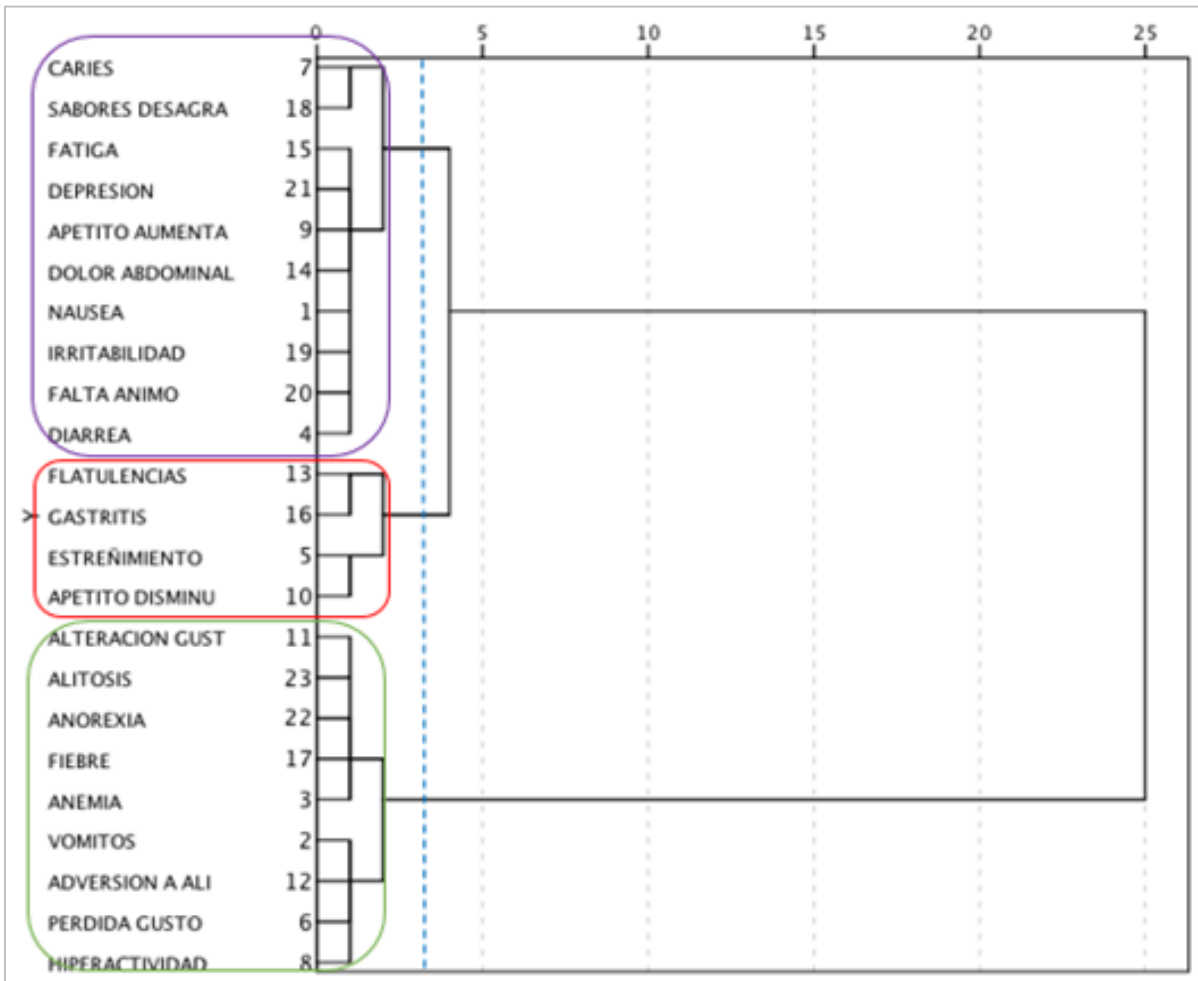 0 5 10 15 20 25
CARIES 7
SABORES DESAGRA 18
FATIGA 15
DEPRESION 21
APETITO AUMENTA 9
DOLOR ABDOMINAL 14
NAUSEA 1
IRRITABILIDAD 19
FALTA ANIMO 20
DIARREA 4
FLATULENCIAS 13
Y
GASTRITIS 16
ESTREÑIMIENTO 5
APETITO DISMINU 10
ALTERACION GUST 11
ALITOSIS 23
ANOREXIA 22
FIEBRE 17
ANEMIA 3
VOMITOS 2
ADVERSION A ALI 12
PERDIDA GUSTO 6
HIPERACTIVIDAD 8